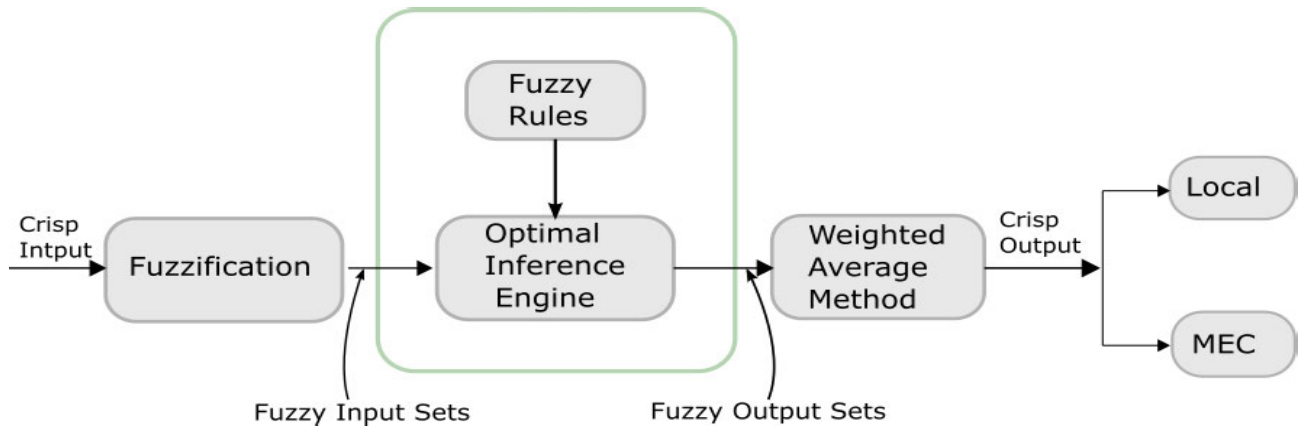 Crisp
Intput
Fuzzification
Fuzzy Input Sets
Fuzzy
Rules
Optimal
Inference
Engine
Fuzzy Output Sets
Weighted
Average
Method
Crisp
Output
Local
MEC